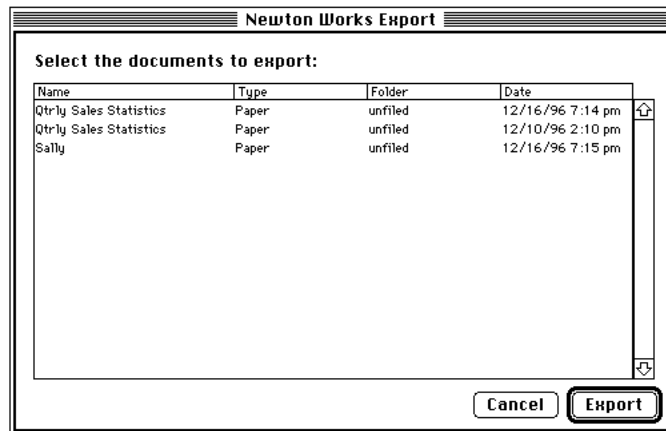 Newton Works Export
Select the documents to export:
Name Type Folder Date
Qtrly Sales Statistics Paper unfiled 12/16/96 7:14 pm
Qtrly Sales Statistics Paper unfiled 12/10/96 2:10 pm
Sally Paper unfiled 12/16/96 7:15 pm
Cancel Export